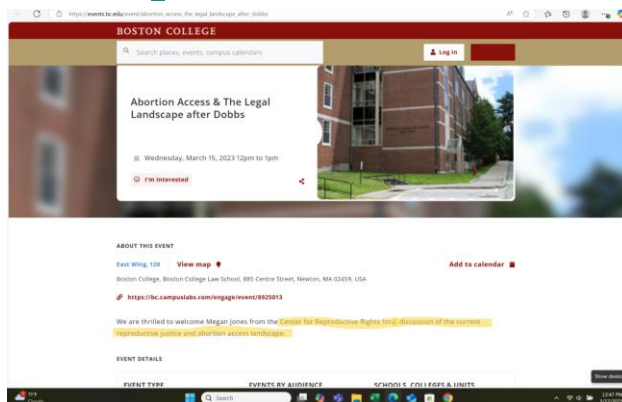 https://events.bc.edu/event/abortion_access_the_legal_landscape_after_dobbs
BOSTON COLLEGE
Search places, events, campus calendars
Log in
Abortion Access & The Legal
Landscape after Dobbs
Wednesday, March 15, 2023 12pm to 1pm
I'm Interested
ABOUT THIS EVENT
East Wing, 120 View map Add to calendar
Boston College, Boston College Law School, 885 Centre Street, Newton, MA 02459, USA
https://bc.campuslabs.com/engage/event/8925013
We are thrilled to welcome Megan Jones from the Center for Reproductive Rights for a discussion of the current
reproductive justice and abortion access landscape.
EVENT DETAILS
EVENT TYPE EVENTS BY AUDIENCE SCHOOLS, COLLEGES & UNITS
Show desktop
Search
12:47 PM